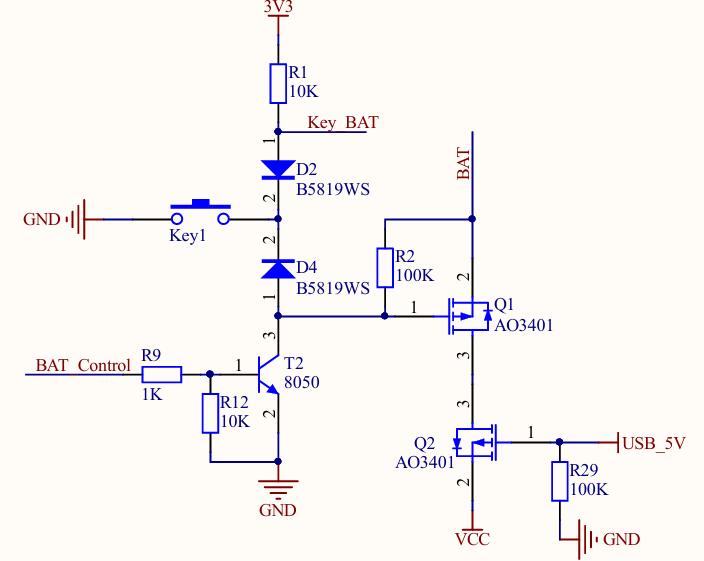 3V3
R1
10K
1
Key_BAT
D2
B5819WS
2
BAT
GND
Key1
2
D4
B5819WS
1
R2
100K
2
1
Q1
AO3401
3
3
BAT_Control
R9
1K
1
T2
8050
R12
10K
2
GND
3
Q2
AO3401
1
USB_5V
R29
100K
2
VCC
GND